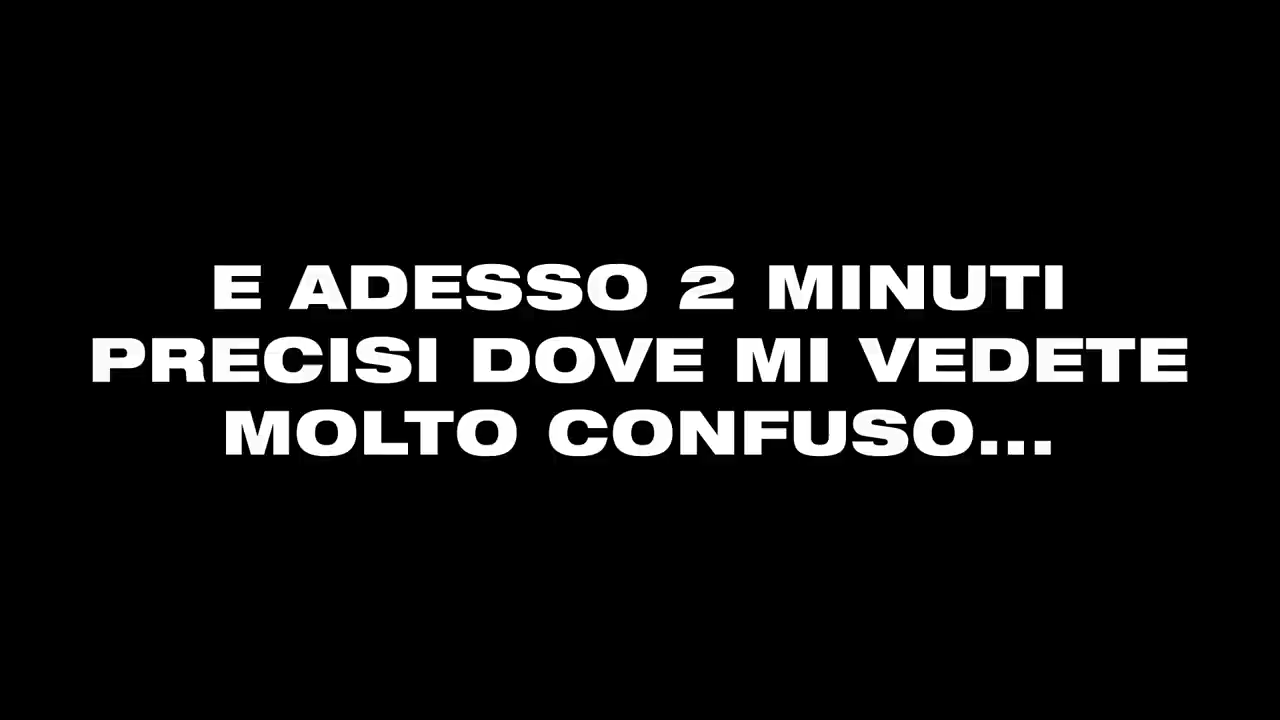 E ADESSO 2 MINUTI
PRECISI DOVE MI VEDETE
MOLTO CONFUSO...